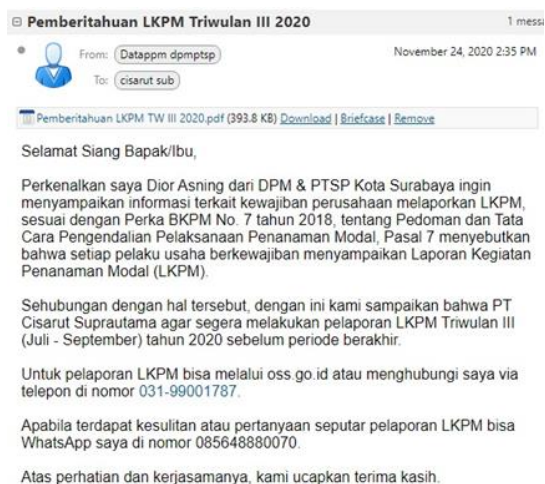 Pemberitahuan LKPM Triwulan III 2020
1 messa
From: Datappm dpmptsp
November 24, 2020 2:35 PM
To: cisarut sub
Pemberitahuan LKPM TW III 2020.pdf (393.8 KB) Download | Briefcase | Remove
Selamat Siang Bapak/Ibu,
Perkenalkan saya Dior Asning dari DPM & PTSP Kota Surabaya ingin
menyampaikan informasi terkait kewajiban perusahaan melaporkan LKPM,
sesuai dengan Perka BKPM No. 7 tahun 2018, tentang Pedoman dan Tata
Cara Pengendalian Pelaksanaan Penanaman Modal, Pasal 7 menyebutkan
bahwa setiap pelaku usaha berkewajiban menyampaikan Laporan Kegiatan
Penanaman Modal (LKPM).
Sehubungan dengan hal tersebut, dengan ini kami sampaikan bahwa PT
Cisarut Suprautama agar segera melakukan pelaporan LKPM Triwulan III
(Juli - September) tahun 2020 sebelum periode berakhir.
Untuk pelaporan LKPM bisa melalui oss.go.id atau menghubungi saya via
telepon di nomor 031-99001787.
Apabila terdapat kesulitan atau pertanyaan seputar pelaporan LKPM bisa
WhatsApp saya di nomor 085648880070.
Atas perhatian dan kerjasamanya, kami ucapkan terima kasih.